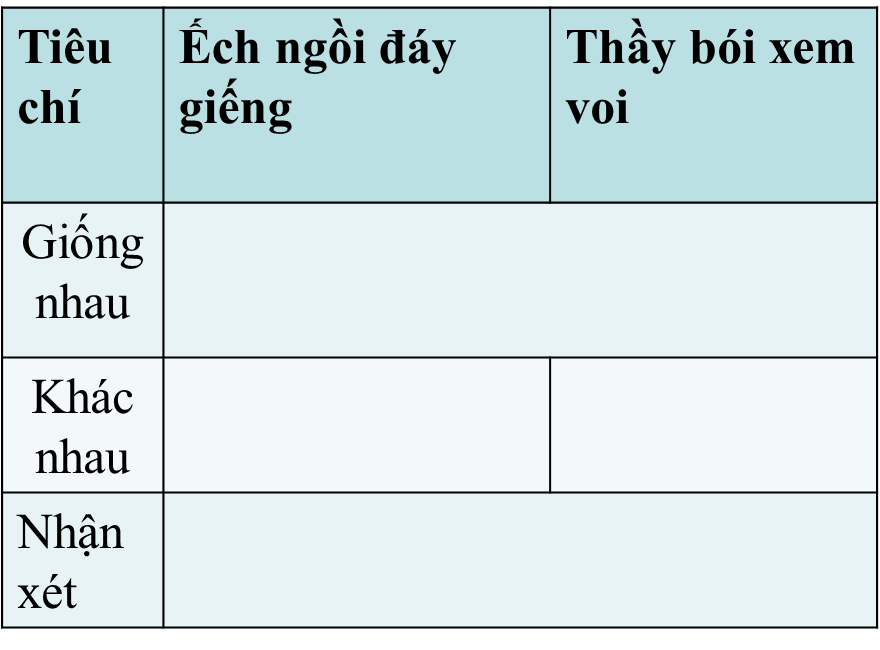 Tiêu
chí
Ếch ngồi đáy
giếng
Thầy bói xem
voi
Giống
nhau
Khác
nhau
Nhận
xét